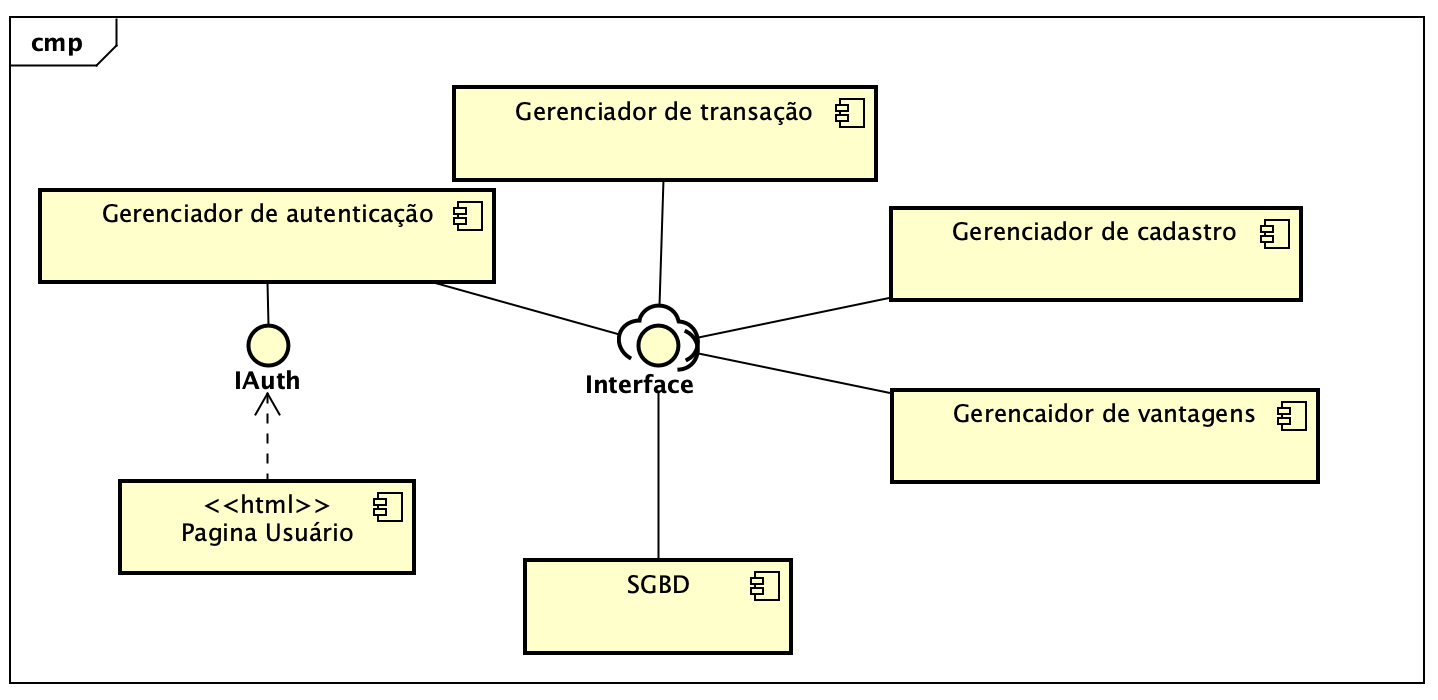 cmp
Gerenciador de transação
Gerenciador de autenticação
Gerenciador de cadastro
IAuth
Interface
Gerencaidor de vantagens
<<html>>
Pagina Usuário
SGBD